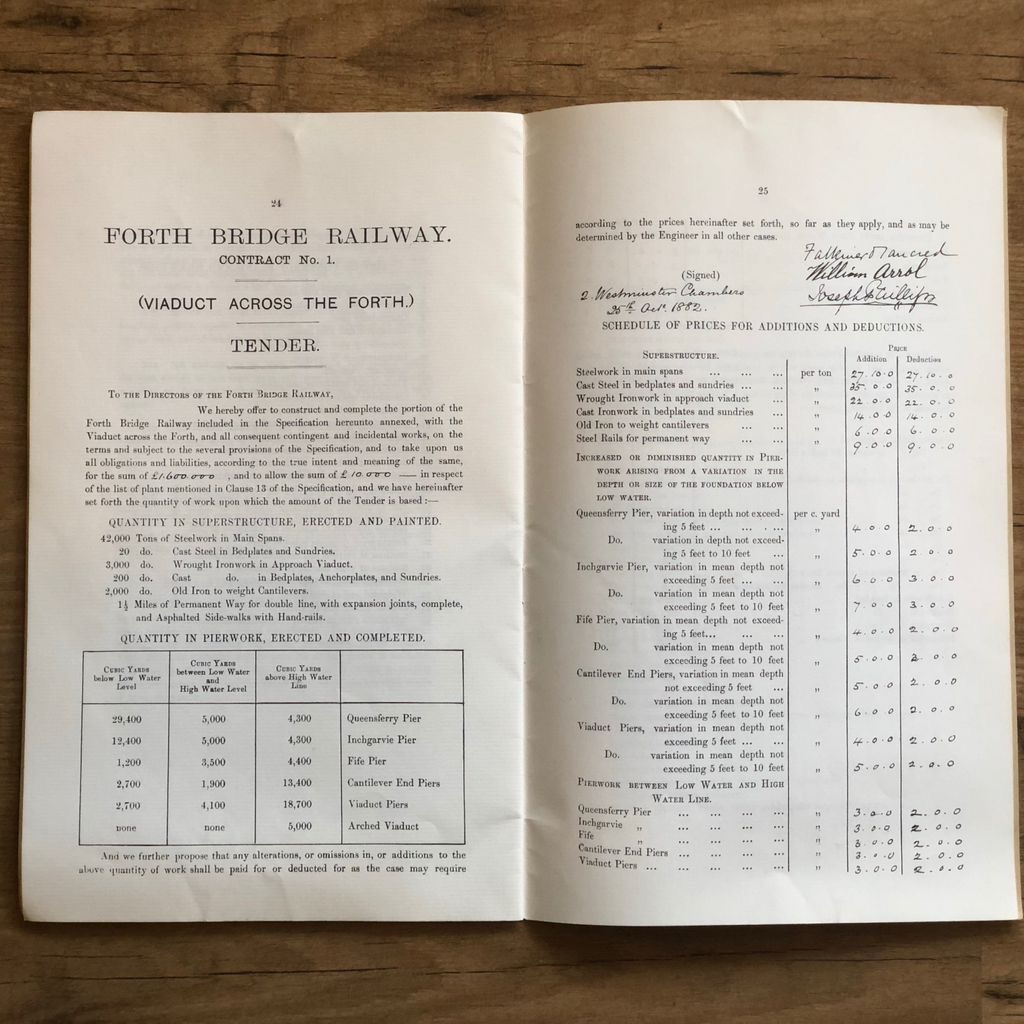 24
FORTH BRIDGE RAILWAY.
CONTRACT No. 1.
(VIADUCT ACROSS THE FORTH.)
TENDER.
To the Directors of the Forth Bridge Railway,
We hereby offer to construct and complete the portion of the
Forth Bridge Railway included in the Specification hereunto annexed, with the
Viaduct across the Forth, and all consequent contingent and incidental works, on the
terms and subject to the several provisions of the Specification, and to take upon us
all obligations and liabilities, according to the true intent and meaning of the same,
for the sum of £1.600.000 , and to allow the sum of £ 10.000 — in respect
of the list of plant mentioned in Clause 13 of the Specification, and we have hereinafter
set forth the quantity of work upon which the amount of the Tender is based :—
QUANTITY IN SUPERSTRUCTURE, ERECTED AND PAINTED.
42,000 Tons of Steelwork in Main Spans.
20 do. Cast Steel in Bedplates and Sundries.
3,000 do. Wrought Ironwork in Approach Viaduct.
200 do. Cast do. in Bedplates, Anchorplates, and Sundries.
2,000 do. Old Iron to weight Cantilevers.
1½ Miles of Permanent Way for double line, with expansion joints, complete,
and Asphalted Side-walks with Hand-rails.
QUANTITY IN PIERWORK, ERECTED AND COMPLETED.
Cubic Yards below Low Water Level | Cubic Yards between Low Water and High Water Level | Cubic Yards above High Water Line
29,400 5,000 4,300 Queensferry Pier
12,400 5,000 4,300 Inchgarvie Pier
1,200 3,500 4,400 Fife Pier
2,700 1,900 13,400 Cantilever End Piers
2,700 4,100 18,700 Viaduct Piers
none none 5,000 Arched Viaduct
And we further propose that any alterations, or omissions in, or additions to the
above quantity of work shall be paid for or deducted for as the case may require
25
according to the prices hereinafter set forth, so far as they apply, and as may be
determined by the Engineer in all other cases.
Falkiner & Tancred
(Signed) William Arrol
2. Westminster Chambers Joseph Phillips
25th Oct. 1882.
SCHEDULE OF PRICES FOR ADDITIONS AND DEDUCTIONS.
Price
Superstructure. Addition Deduction
Steelwork in main spans ... ... ... per ton 27.10.0 27.10.0
Cast Steel in bedplates and sundries ... ... „ 35.0.0 35.0.0
Wrought Ironwork in approach viaduct ... „ 22.0.0 22.0.0
Cast Ironwork in bedplates and sundries ... „ 14.0.0 14.0.0
Old Iron to weight cantilevers ... ... „ 6.0.0 6.0.0
Steel Rails for permanent way ... ... „ 9.0.0 9.0.0
Increased or diminished quantity in Pier-
work arising from a variation in the
depth or size of the foundation below
low water.
Queensferry Pier, variation in depth not exceed- per c. yard
ing 5 feet ... ... ... ... „ 4.0.0 2.0.0
Do. variation in depth not exceed-
ing 5 feet to 10 feet ... „ 5.0.0 2.0.0
Inchgarvie Pier, variation in mean depth not
exceeding 5 feet ... ... „ 6.0.0 3.0.0
Do. variation in mean depth not
exceeding 5 feet to 10 feet „ 7.0.0 3.0.0
Fife Pier, variation in mean depth not exceed-
ing 5 feet... ... ... „ 4.0.0 2.0.0
Do. variation in mean depth not
exceeding 5 feet to 10 feet „ 5.0.0 2.0.0
Cantilever End Piers, variation in mean depth
not exceeding 5 feet ... „ 5.0.0 2.0.0
Do. variation in mean depth not
exceeding 5 feet to 10 feet „ 6.0.0 2.0.0
Viaduct Piers, variation in mean depth not
exceeding 5 feet ... ... „ 4.0.0 2.0.0
Do. variation in mean depth not
exceeding 5 feet to 10 feet „ 5.0.0 2.0.0
Pierwork between Low Water and High
Water Line.
Queensferry Pier ... ... ... ... „ 3.0.0 2.0.0
Inchgarvie „ ... ... ... ... „ 3.0.0 2.0.0
Fife „ ... ... ... ... „ 3.0.0 2.0.0
Cantilever End Piers ... ... ... ... „ 3.0.0 2.0.0
Viaduct Piers ... ... ... ... ... „ 3.0.0 2.0.0